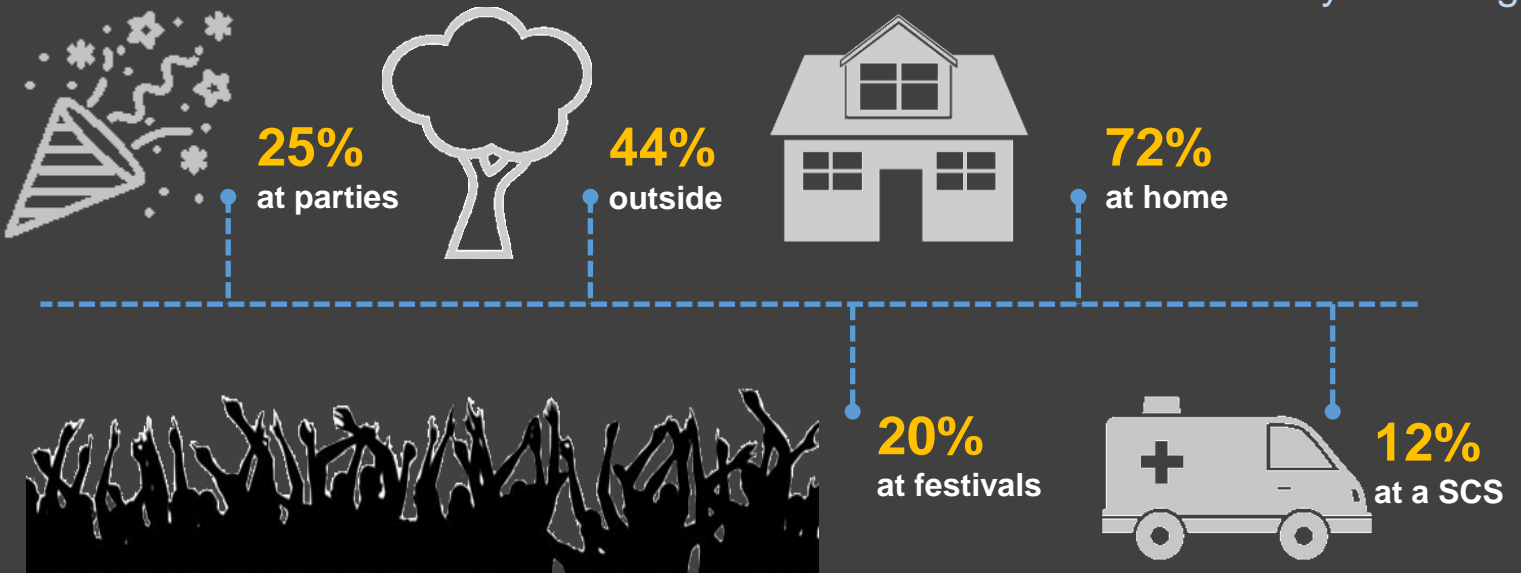 25%
at parties
44%
outside
72%
at home
20%
at festivals
12%
at a SCS